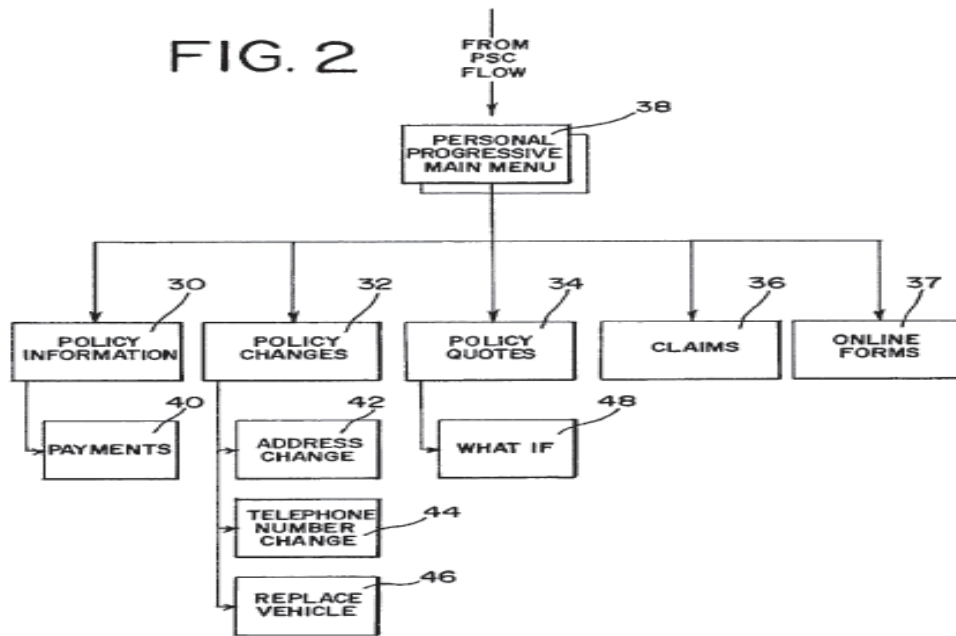 FIG. 2
FROM
PSC
FLOW
38
PERSONAL
PROGRESSIVE
MAIN MENU
30
32
34
36
37
POLICY
INFORMATION
POLICY
CHANGES
POLICY
QUOTES
CLAIMS
ONLINE
FORMS
40
42
48
PAYMENTS
ADDRESS
CHANGE
WHAT IF
TELEPHONE
NUMBER
CHANGE
44
46
REPLACE
VEHICLE